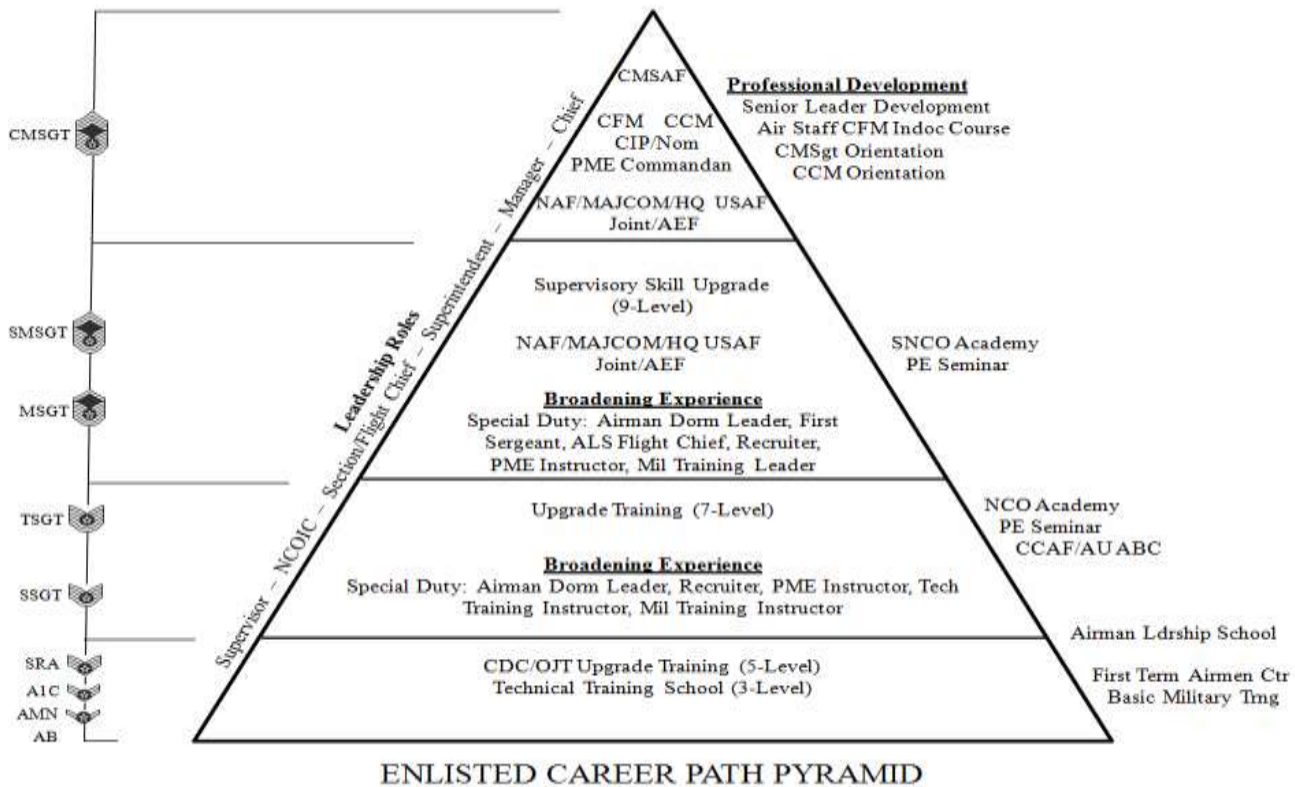 CMSGT
SMSGT
MSGT
TSGT
SSGT
SRA
A1C
AMN
AB
Leadership Roles
Supervisor – NCOIC – Section/Flight Chief – Superintendent – Manager – Chief
CMSAF
CFM CCM
CIP/Nom
PME Commandan
NAF/MAJCOM/HQ USAF
Joint/AEF
Supervisory Skill Upgrade
(9-Level)
NAF/MAJCOM/HQ USAF
Joint/AEF
Broadening Experience
Special Duty: Airman Dorm Leader, First
Sergeant, ALS Flight Chief, Recruiter,
PME Instructor, Mil Training Leader
Upgrade Training (7-Level)
Broadening Experience
Special Duty: Airman Dorm Leader, Recruiter, PME Instructor, Tech
Training Instructor, Mil Training Instructor
CDC/OJT Upgrade Training (5-Level)
Technical Training School (3-Level)
Professional Development
Senior Leader Development
Air Staff CFM Indoc Course
CMSgt Orientation
CCM Orientation
SNCO Academy
PE Seminar
NCO Academy
PE Seminar
CCAF/AU ABC
Airman Ldrship School
First Term Airmen Ctr
Basic Military Trng
ENLISTED CAREER PATH PYRAMID